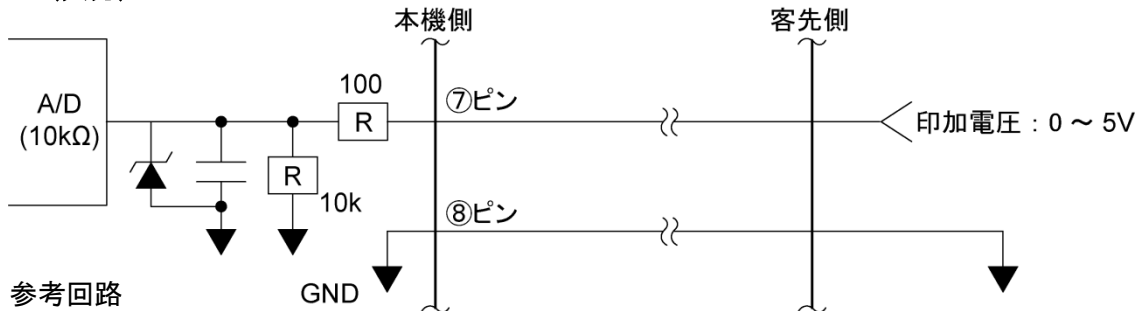 本機側
客先側
A/D
(10kΩ)
100
R
⑦ピン
印加電圧：0 ～ 5V
R
10k
⑧ピン
参考回路
GND